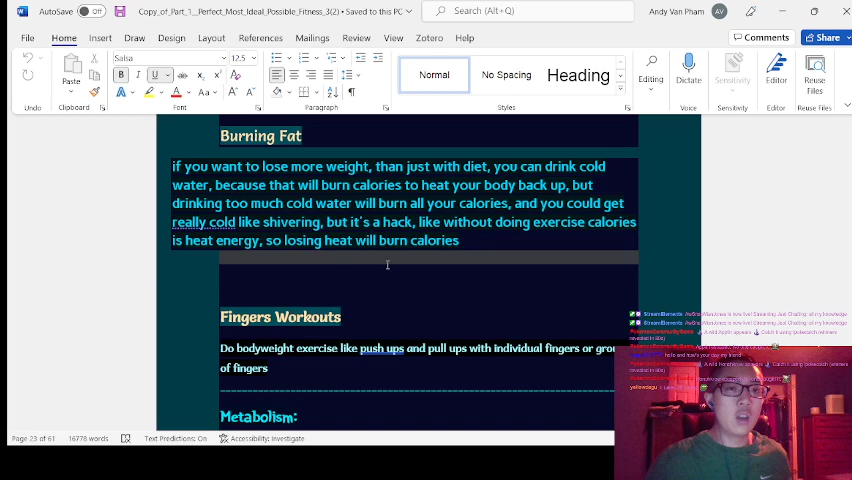 AutoSave Off Copy_of_Part_1__Perfect_Most_Ideal_Possible_Fitness_3(2) • Saved to this PC Search (Alt+Q) Andy Van Pham AV
File Home Insert Draw Design Layout References Mailings Review View Zotero Help Comments Share
Paste Salsa 12.5 Normal No Spacing Heading Editing Dictate Sensitivity Editor Reuse Files
Undo Clipboard Font Paragraph Styles Voice Sensitivity Editor Reuse Files
Burning Fat
if you want to lose more weight, than just with diet, you can drink cold
water, because that will burn calories to heat your body back up, but
drinking too much cold water will burn all your calories, and you could get
really cold like shivering, but it's a hack, like without doing exercise calories
is heat energy, so losing heat will burn calories
Fingers Workouts
Do bodyweight exercise like push ups and pull ups with individual fingers or
of fingers
Metabolism:
Page 23 of 61 16778 words Text Predictions: On Accessibility: Investigate
hello and how's your day my friend